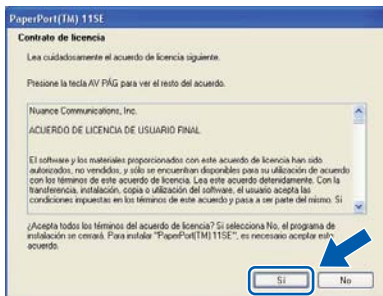 PaperPort(TM) 11SE
Contrato de licencia
Lea cuidadosamente el acuerdo de licencia siguiente.
Presione la tecla AV PÁG para ver el resto del acuerdo.
Nuance Communications, Inc.
ACUERDO DE LICENCIA DE USUARIO FINAL
El software y los materiales proporcionados con este acuerdo de licencia han sido
autorizados, no vendidos, y sólo se encuentran disponibles para su utilización de acuerdo
con los términos de este acuerdo de licencia. Lea este acuerdo detenidamente. Con la
transferencia, instalación, copia o utilización del software, el usuario acepta las
condiciones impuestas en los términos de este acuerdo y pasa a ser parte del mismo. Si
¿Acepta todos los términos del acuerdo de licencia? Si selecciona No, el programa de
instalación se cerrará. Para instalar "PaperPort(TM) 11SE", es necesario aceptar este
acuerdo.
Sí
No